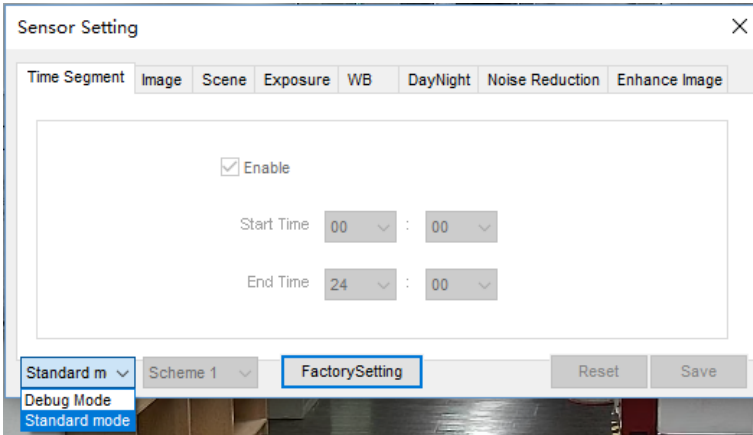 Sensor Setting
Time Segment Image Scene Exposure WB DayNight Noise Reduction Enhance Image
Enable
Start Time 00 : 00
End Time 24 : 00
Standard m Scheme 1 FactorySetting Reset Save
Debug Mode
Standard mode